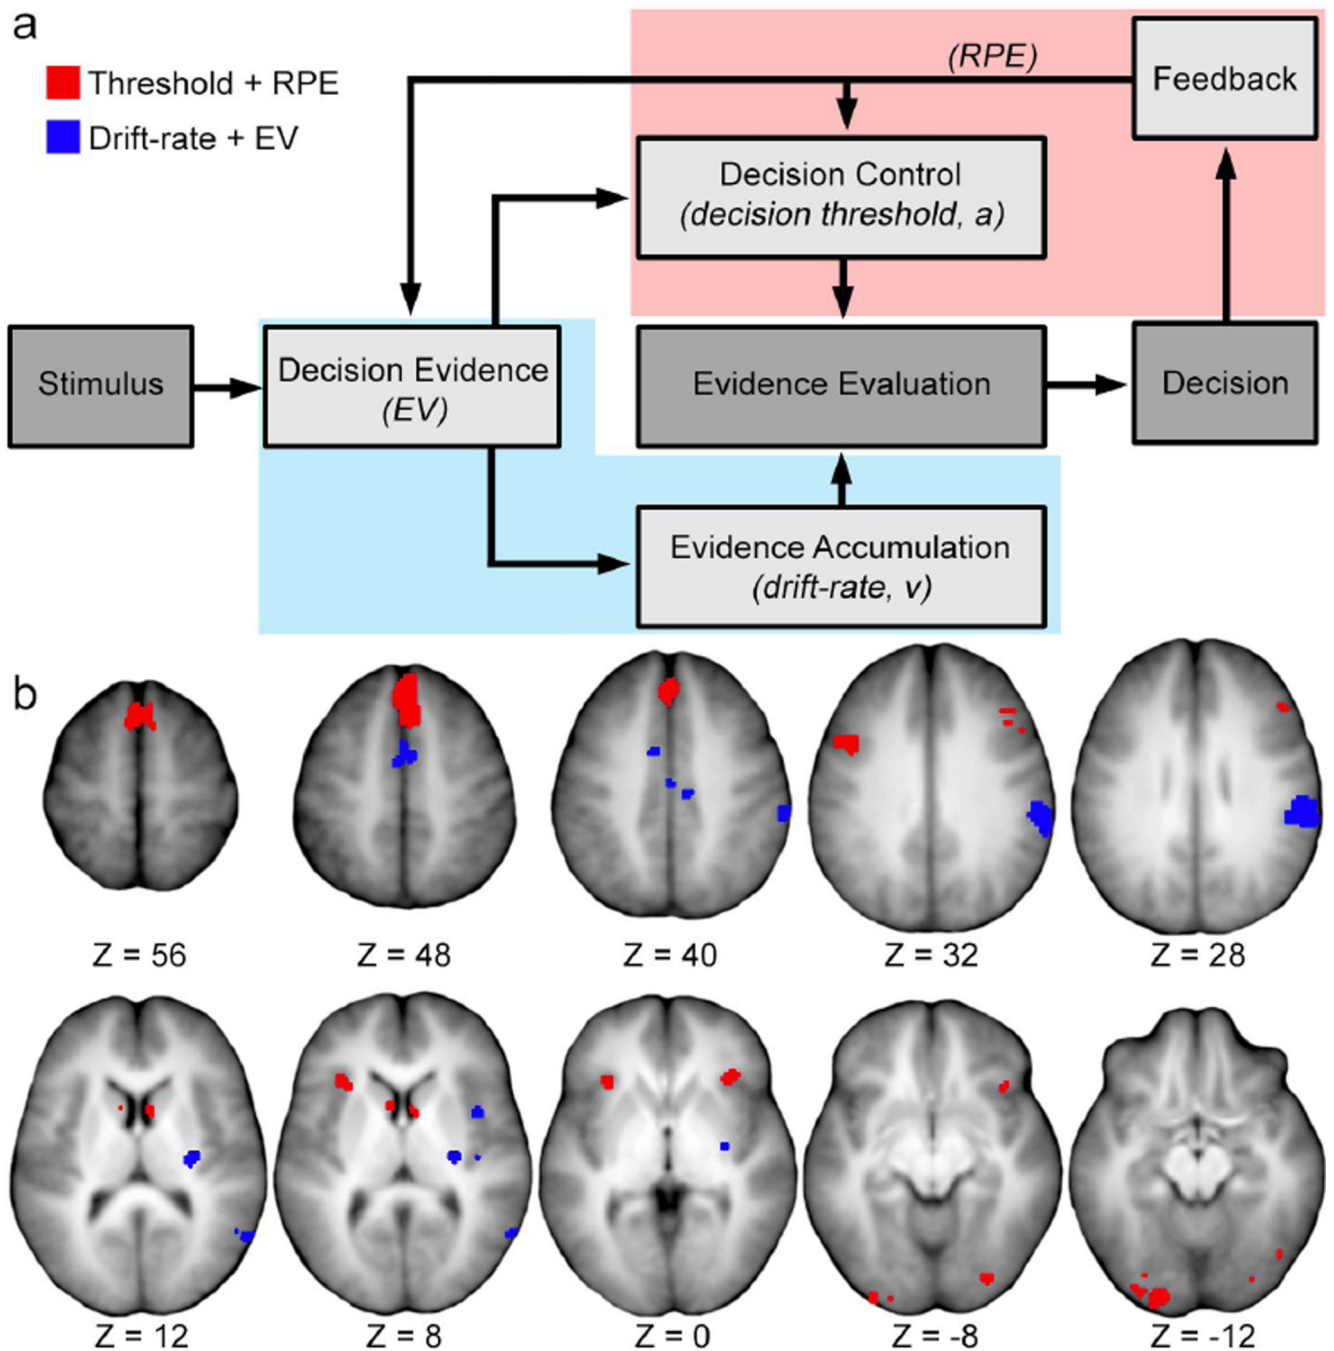 a
Threshold + RPE
Drift-rate + EV
(RPE)
Feedback
Decision Control
(decision threshold, a)
Stimulus
Decision Evidence
(EV)
Evidence Evaluation
Decision
Evidence Accumulation
(drift-rate, v)
b
Z = 56
Z = 48
Z = 40
Z = 32
Z = 28
Z = 12
Z = 8
Z = 0
Z = -8
Z = -12